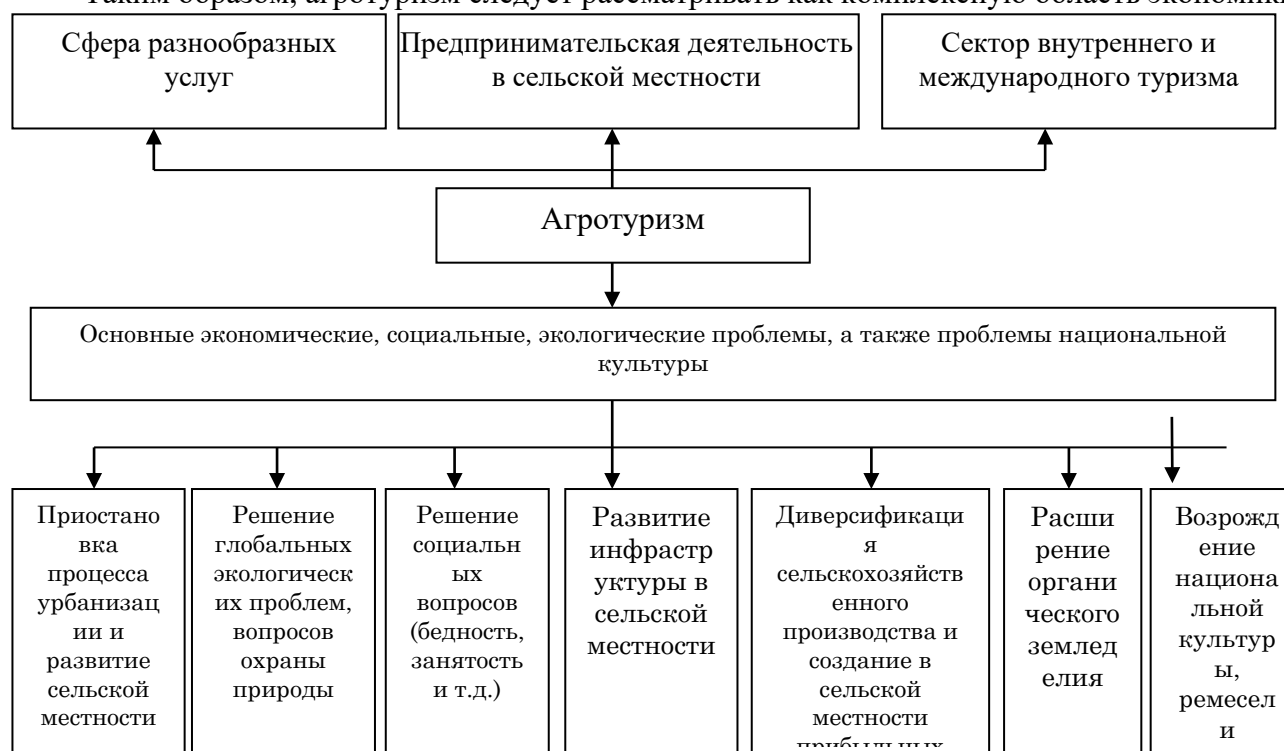 Таким образом, агротуризм следует рассматривать как комплексную область экономики
Сфера разнообразных
услуг
Предпринимательская деятельность
в сельской местности
Сектор внутреннего и
международного туризма
Агротуризм
Основные экономические, социальные, экологические проблемы, а также проблемы национальной
культуры
Приостано
вка
процесса
урбанизац
ии и
развитие
сельской
местности
Решение
глобальных
экологическ
их проблем,
вопросов
охраны
природы
Решение
социальн
ых
вопросов
(бедность,
занятость
и т.д.)
Развитие
инфрастр
уктуры в
сельской
местности
Диверсификаци
я
сельскохозяйств
енного
производства и
создание в
сельской
местности
прибыльных
Расши
рение
органи
ческого
землед
елия
Возрожд
ение
национа
льной
культур
ы,
ремесел
и